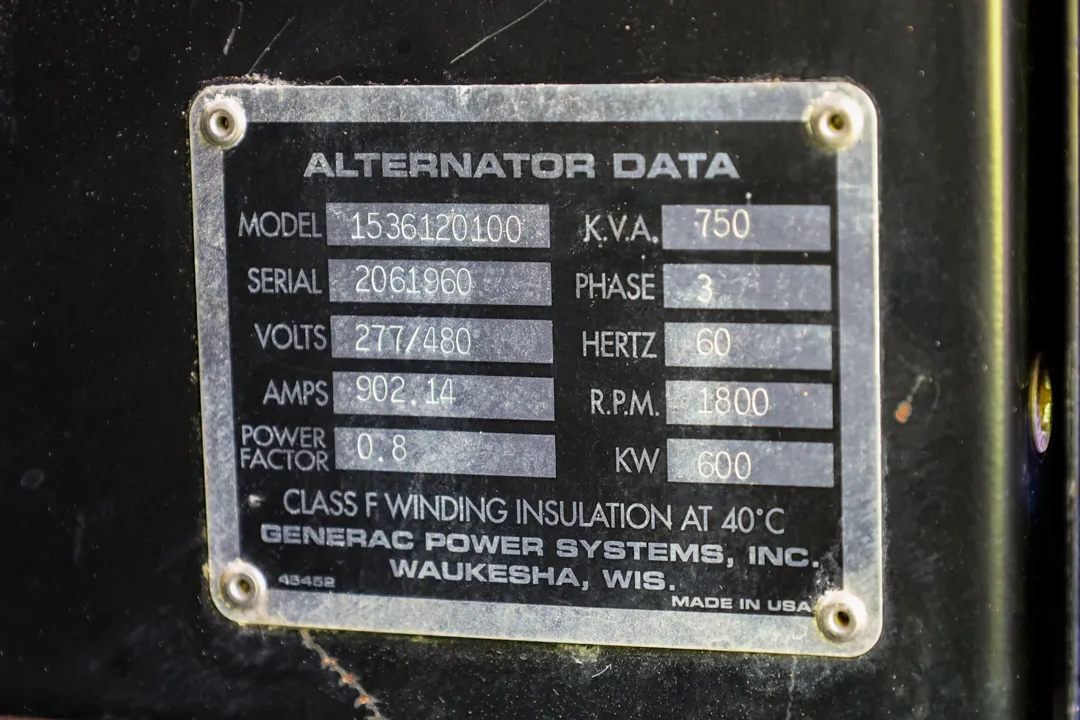 ALTERNATOR DATA
MODEL 1536120100 K.V.A. 750
SERIAL 2061960 PHASE 3
VOLTS 277/480 HERTZ 60
AMPS 902.14 R.P.M. 1800
POWER FACTOR 0.8 KW 600
CLASS F WINDING INSULATION AT 40°C
GENERAC POWER SYSTEMS, INC.
WAUKESHA, WIS.
45452
MADE IN USA